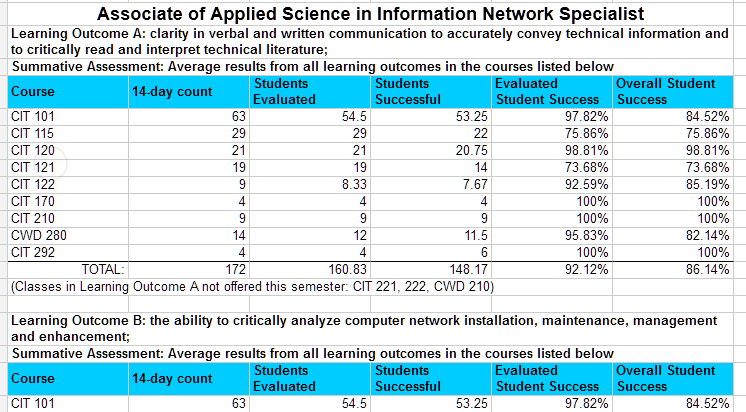 Associate of Applied Science in Information Network Specialist
Learning Outcome A: clarity in verbal and written communication to accurately convey technical information and
to critically read and interpret technical literature;
Summative Assessment: Average results from all learning outcomes in the courses listed below
Course 14-day count Students Evaluated Students Successful Evaluated Student Success Overall Student Success
CIT 101 63 54.5 53.25 97.82% 84.52%
CIT 115 29 29 22 75.86% 75.86%
CIT 120 21 21 20.75 98.81% 98.81%
CIT 121 19 19 14 73.68% 73.68%
CIT 122 9 8.33 7.67 92.59% 85.19%
CIT 170 4 4 4 100% 100%
CIT 210 9 9 9 100% 100%
CWD 280 14 12 11.5 95.83% 82.14%
CIT 292 4 4 6 100% 100%
TOTAL: 172 160.83 148.17 92.12% 86.14%
(Classes in Learning Outcome A not offered this semester: CIT 221, 222, CWD 210)
Learning Outcome B: the ability to critically analyze computer network installation, maintenance, management
and enhancement;
Summative Assessment: Average results from all learning outcomes in the courses listed below
Course 14-day count Students Evaluated Students Successful Evaluated Student Success Overall Student Success
CIT 101 63 54.5 53.25 97.82% 84.52%